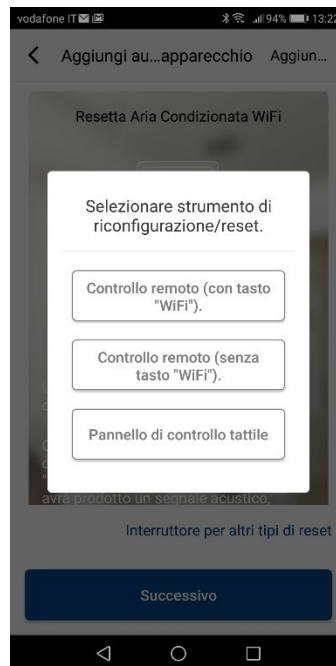 vodafone IT 94% 13:22
Aggiungi au...apparecchio Aggiun...
Resetta Aria Condizionata WiFi
Selezionare strumento di
riconfigurazione/reset.
Controllo remoto (con tasto
"WiFi").
Controllo remoto (senza
tasto "WiFi").
Pannello di controllo tattile
avrà prodotto un segnale acustico,
Interruttore per altri tipi di reset
Successivo